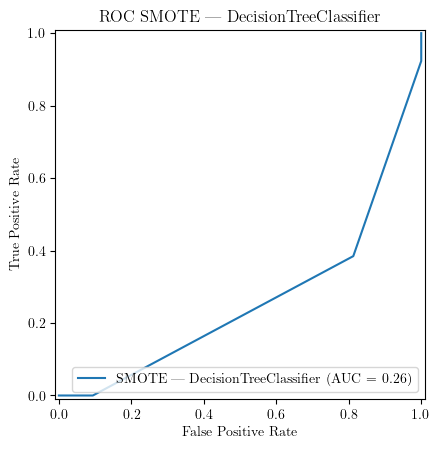 ROC SMOTE — DecisionTreeClassifier
1.0
0.8
0.6
0.4
0.2
0.0
True Positive Rate
SMOTE — DecisionTreeClassifier (AUC = 0.26)
0.0 0.2 0.4 0.6 0.8 1.0
False Positive Rate